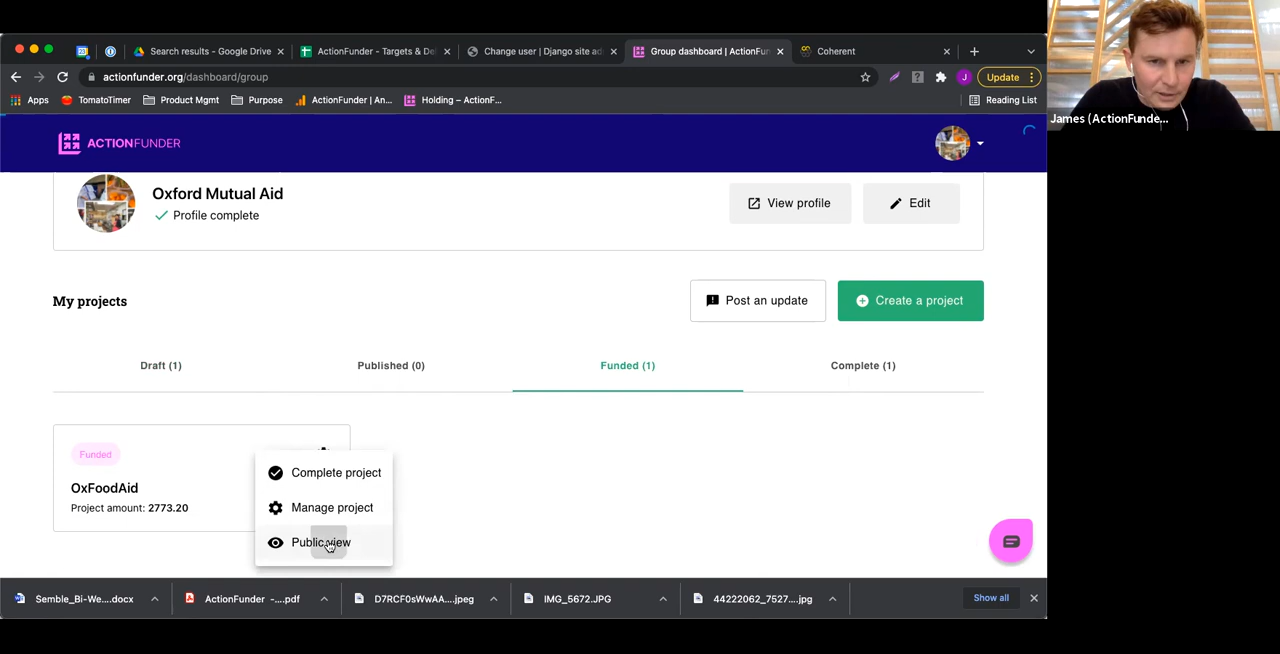 Search results - Google Drive
ActionFunder - Targets & De
Change user | Django site ad
Group dashboard | ActionFun
Coherent
actionfunder.org/dashboard/group
Update
Apps
TomatoTimer
Product Mgmt
Purpose
ActionFunder | An...
Holding – ActionF...
Reading List
James (ActionFunde...
ACTIONFUNDER
Oxford Mutual Aid
Profile complete
View profile
Edit
My projects
Post an update
Create a project
Draft (1)
Published (0)
Funded (1)
Complete (1)
Funded
OxFoodAid
Project amount: 2773.20
Complete project
Manage project
Public view
Semble_Bi-We....docx
ActionFunder -....pdf
D7RCF0sWwAA....jpeg
IMG_5672.JPG
44222062_7527....jpg
Show all